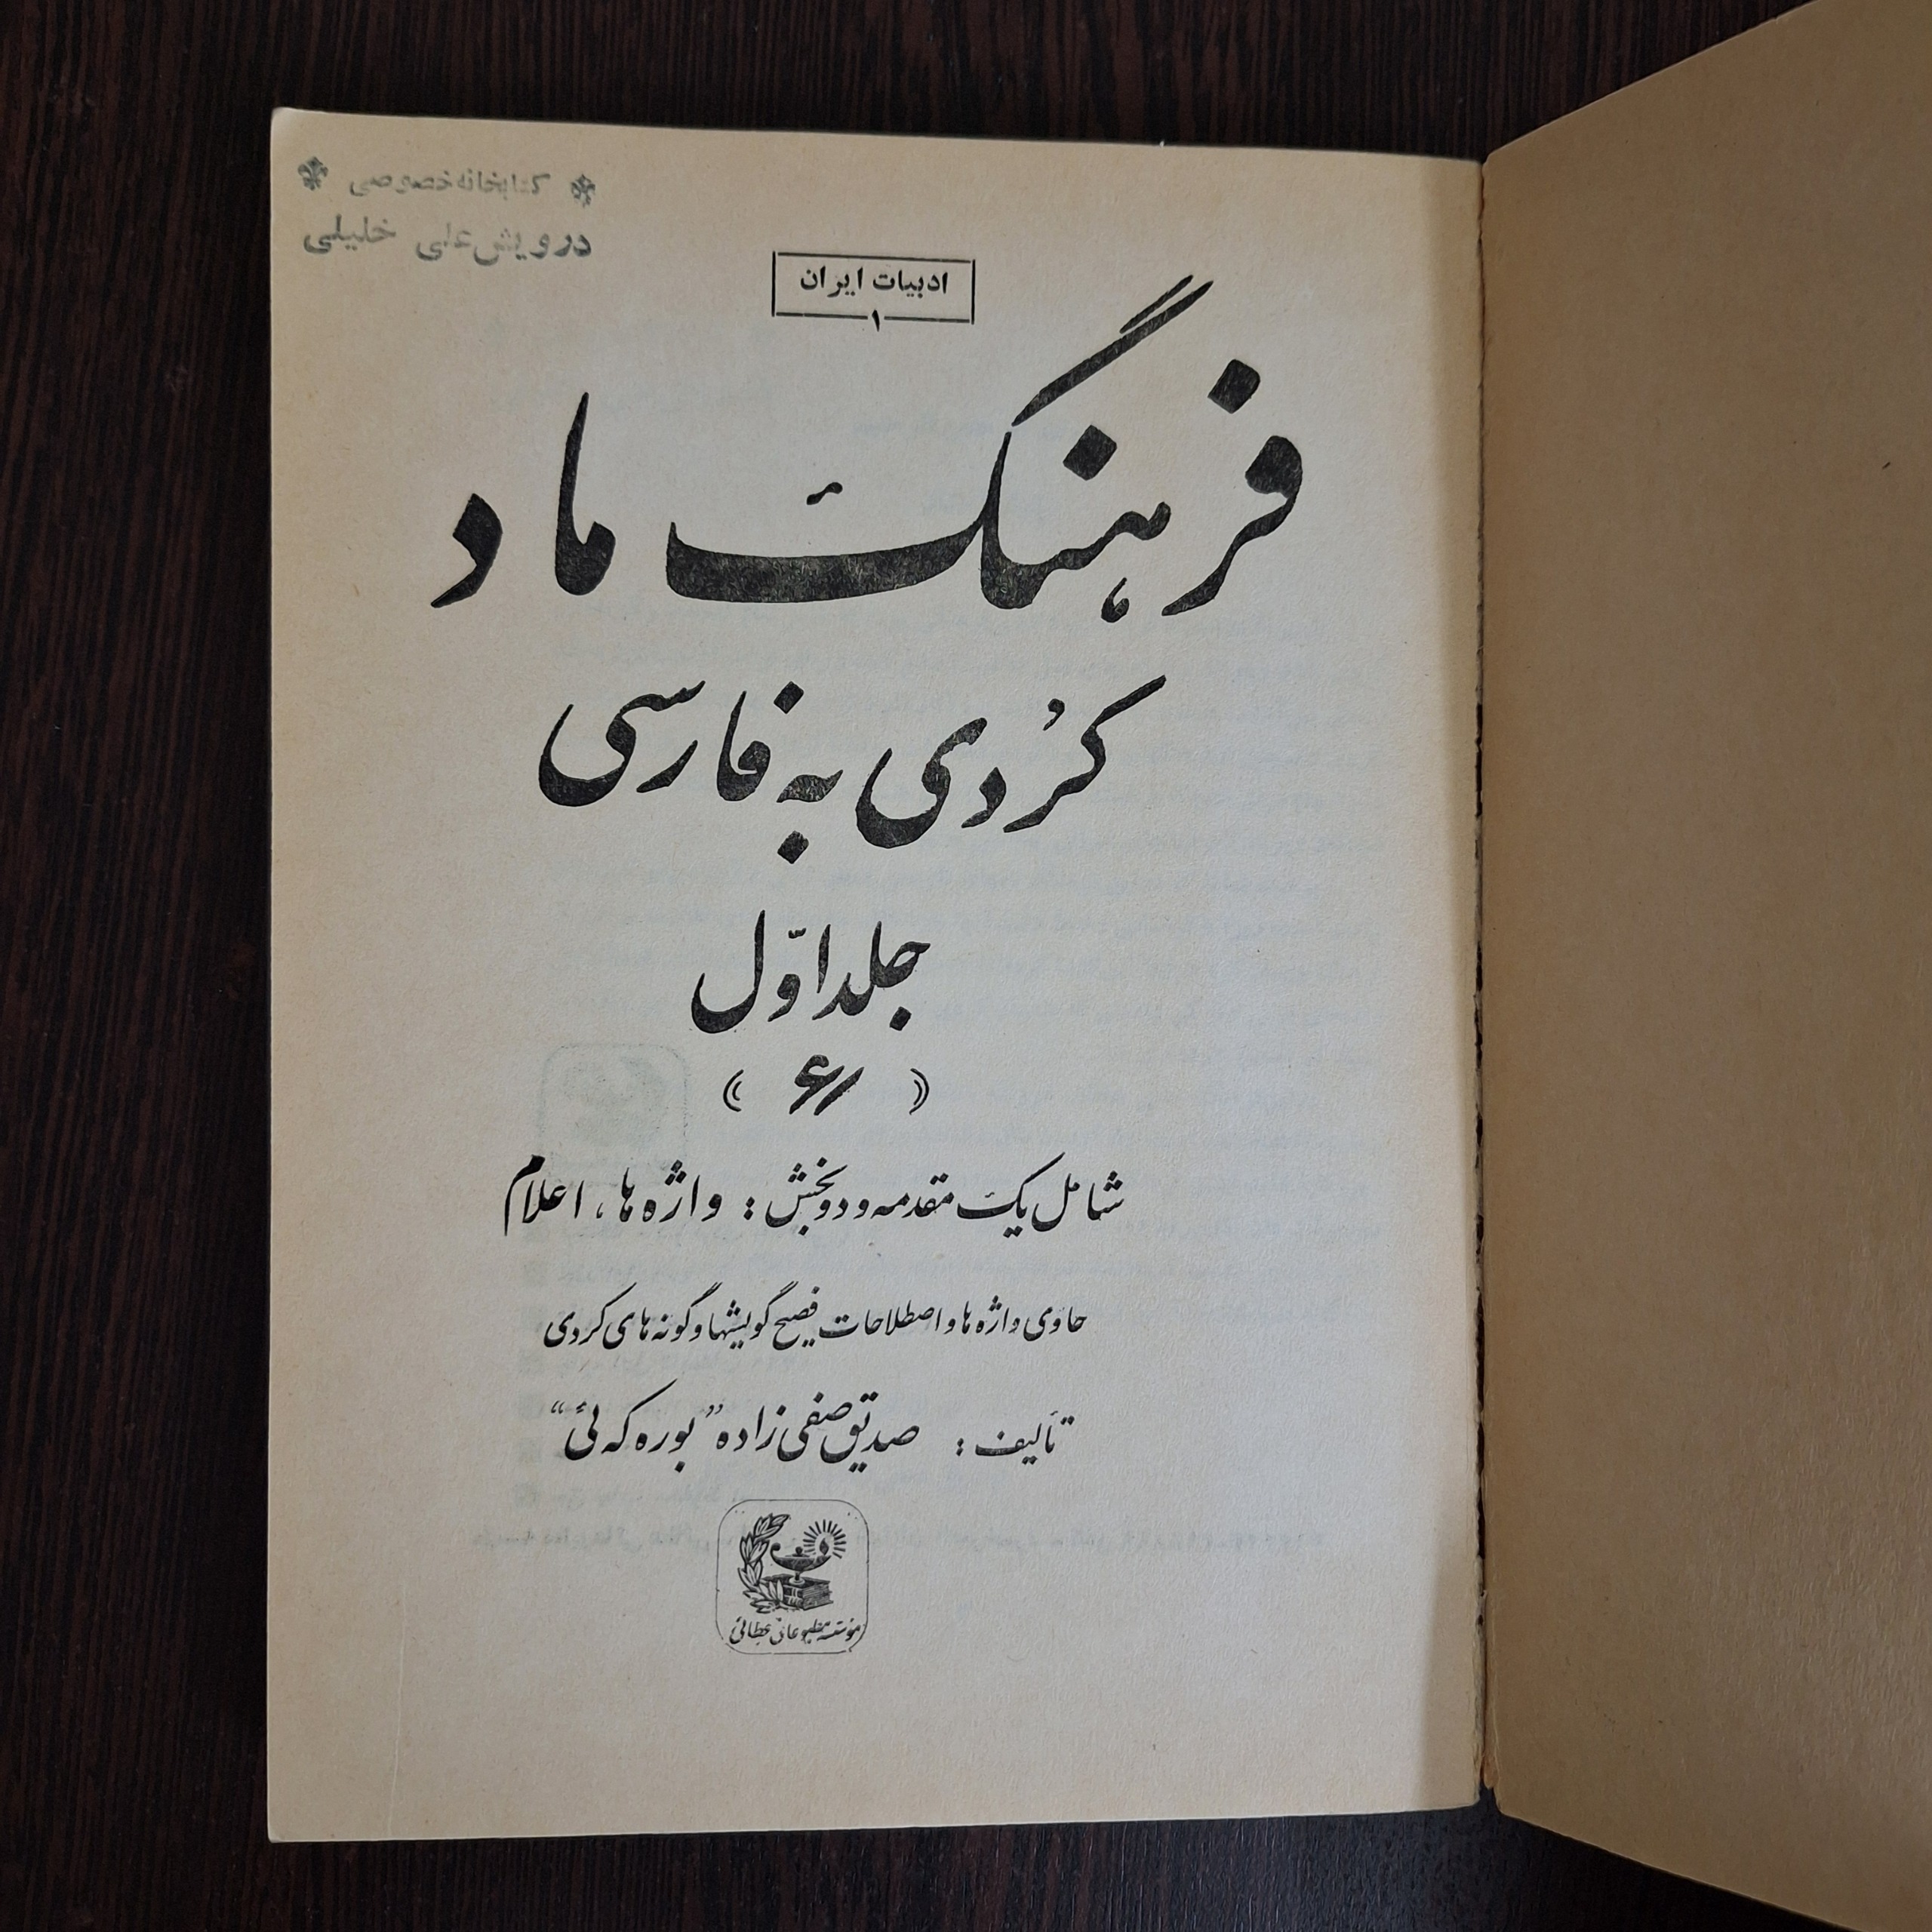 کتابخانه خصوصی
درویش علی خلیلی
ادبیات ایران
۱
فرهنگ ماد
کُردی به فارسی
جلد اوّل
« ء »
شامل یک مقدمه و دو بخش: واژه‌ها، اعلام
حاوی واژه‌ها و اصطلاحات فصیح گویشها و گونه‌های کردی
تألیف: صدیق صفی‌زاده "بوره‌که‌ئی"
مؤسسه مطبوعاتی عطائی